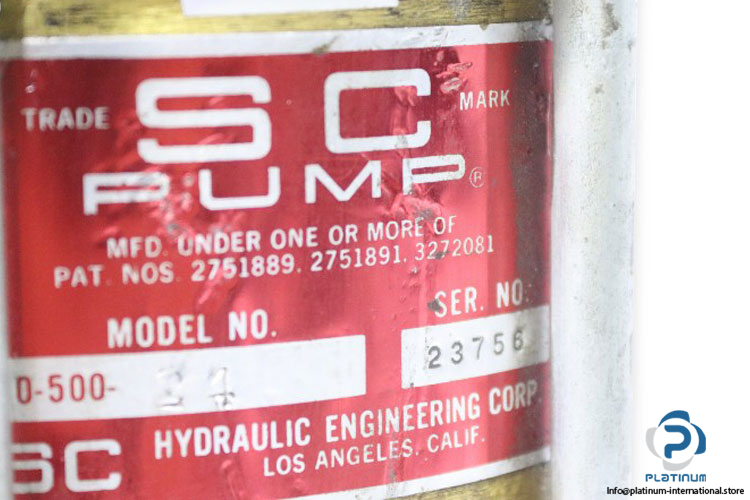 TRADE SC MARK
PUMP®
MFD. UNDER ONE OR MORE OF
PAT. NOS. 2751889. 2751891. 3272081
MODEL NO.
SER. NO.
0-500-
23756
SC HYDRAULIC ENGINEERING CORP.
LOS ANGELES, CALIF.
PLATINUM
Info@platinum-international.store